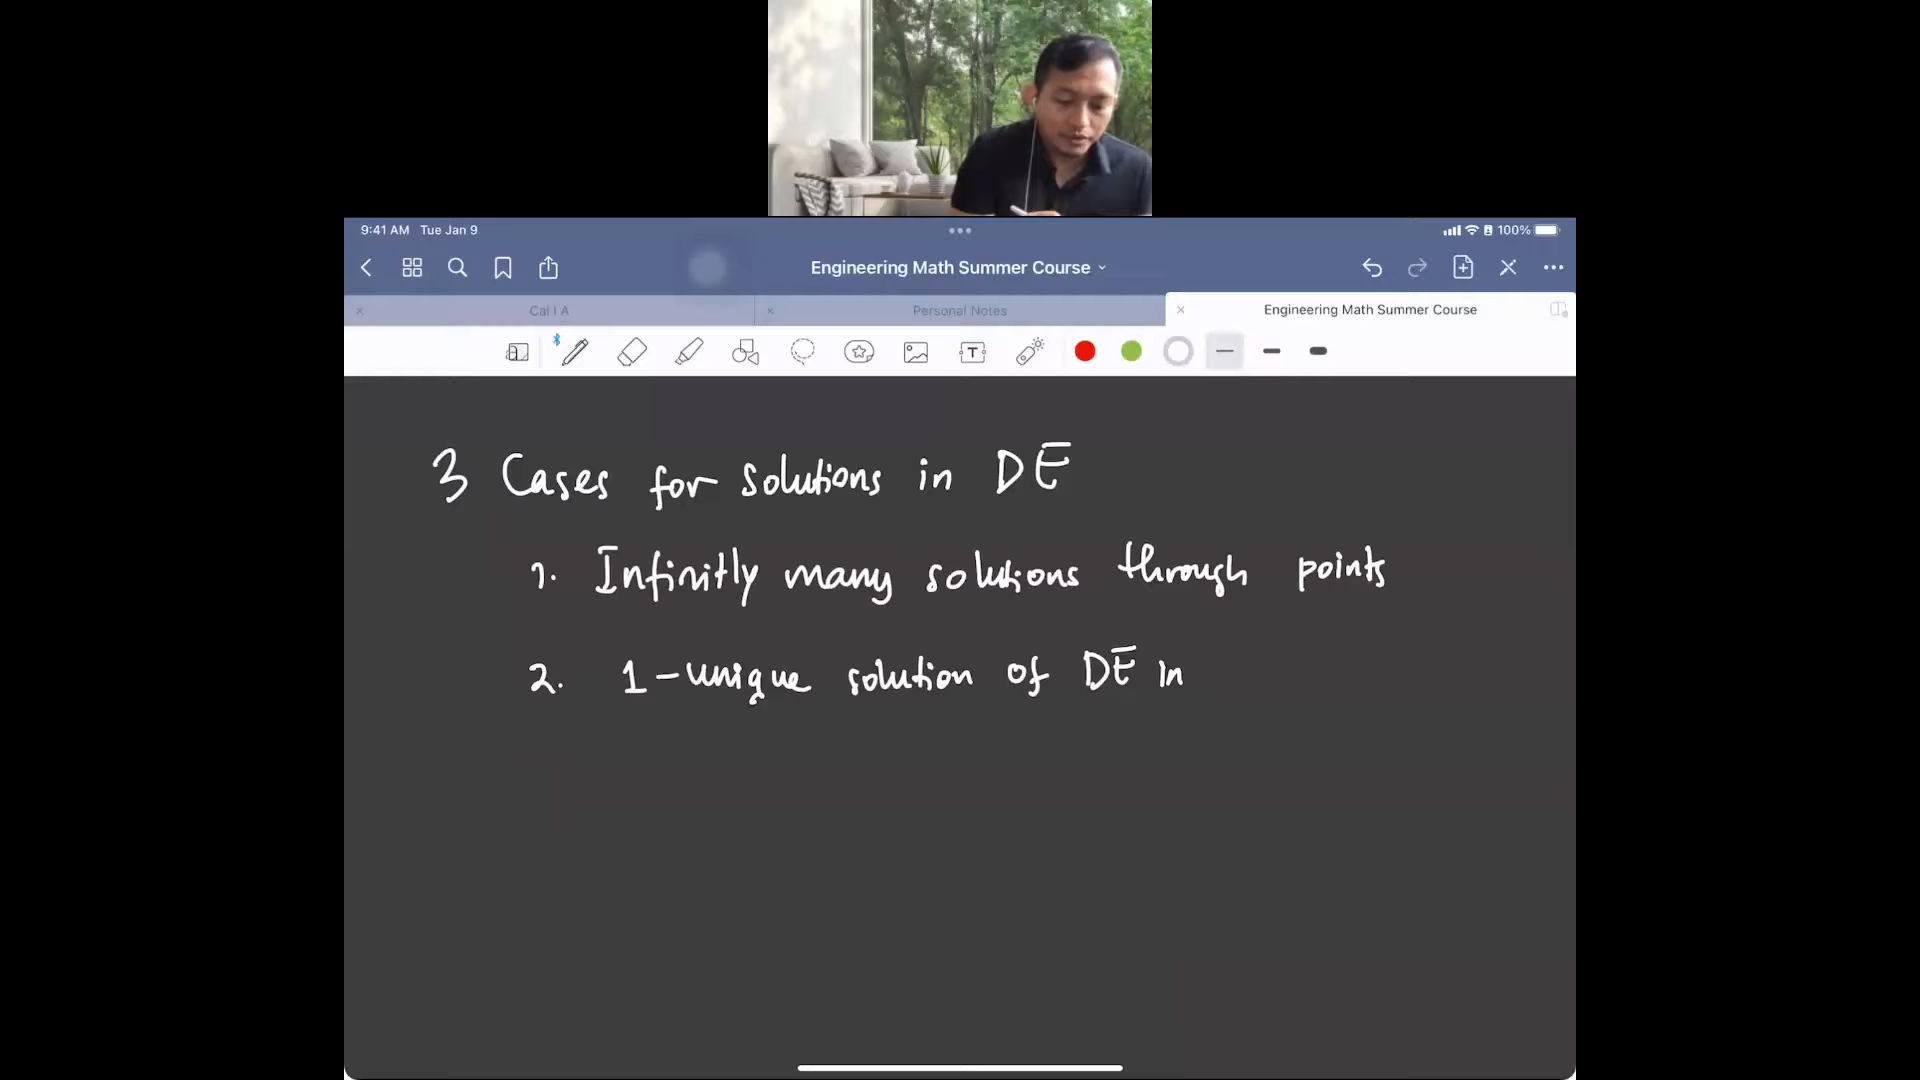 9:41 AM Tue Jan 9
100%
Engineering Math Summer Course
Cal I A
Personal Notes
Engineering Math Summer Course
3 Cases for solutions in DE
1. Infinitly many solutions through points
2. 1-unique solution of DE in